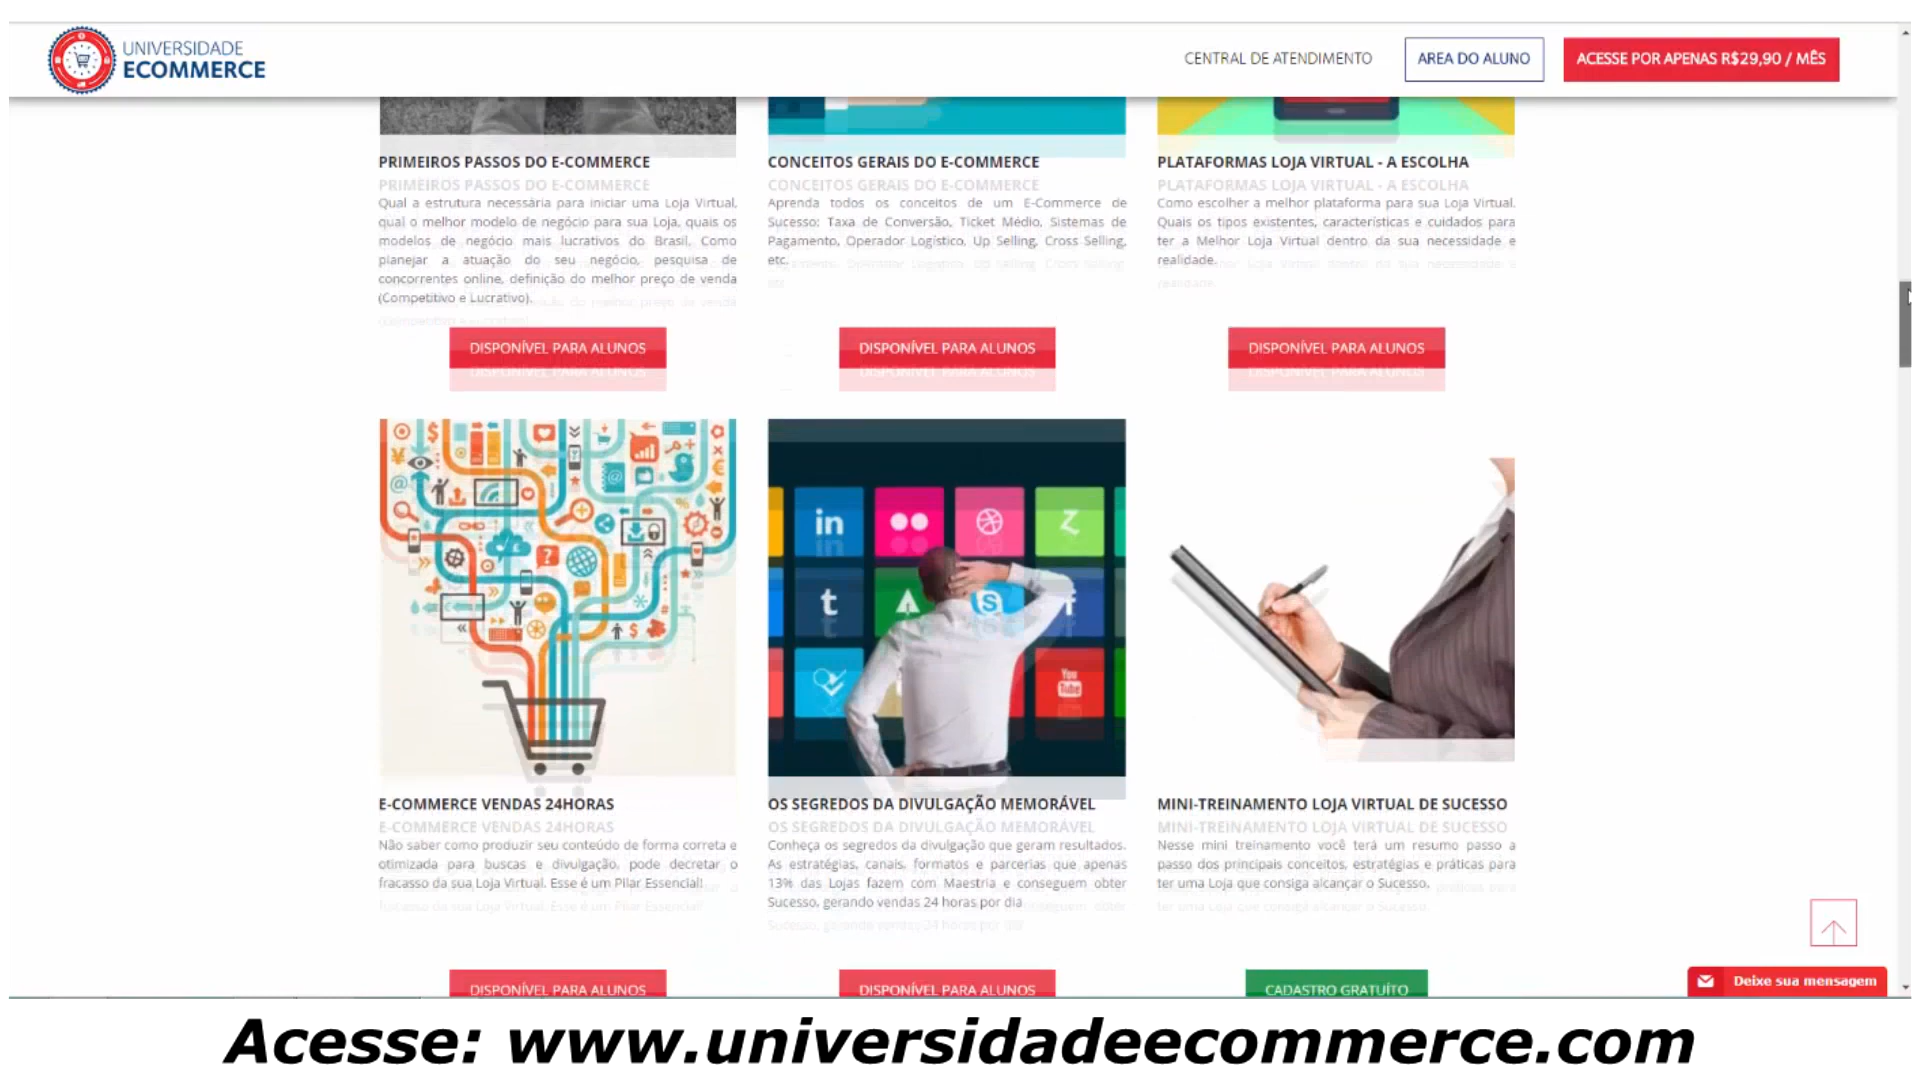 UNIVERSIDADE
ECOMMERCE
CENTRAL DE ATENDIMENTO
AREA DO ALUNO
ACESSE POR APENAS R$29,90 / MÊS
PRIMEIROS PASSOS DO E-COMMERCE
Qual a estrutura necessária para iniciar uma Loja Virtual,
qual o melhor modelo de negócio para sua Loja, quais os
modelos de negócio mais lucrativos do Brasil, Como
planejar a atuação do seu negócio, pesquisa de
concorrentes online, definição do melhor preço de venda
(Competitivo e Lucrativo).
DISPONÍVEL PARA ALUNOS
CONCEITOS GERAIS DO E-COMMERCE
Aprenda todos os conceitos de um E-Commerce de
Sucesso: Taxa de Conversão, Ticket Médio, Sistemas de
Pagamento, Operador Logístico, Up Selling, Cross Selling,
etc.
DISPONÍVEL PARA ALUNOS
PLATAFORMAS LOJA VIRTUAL - A ESCOLHA
Como escolher a melhor plataforma para sua Loja Virtual.
Quais os tipos existentes, características e cuidados para
ter a Melhor Loja Virtual dentro da sua necessidade e
realidade.
DISPONÍVEL PARA ALUNOS
E-COMMERCE VENDAS 24HORAS
Não saber como produzir seu conteúdo de forma correta e
otimizada para buscas e divulgação, pode decretar o
fracasso da sua Loja Virtual. Esse é um Pilar Essencial!
DISPONÍVEL PARA ALUNOS
in
t
f
You
Tube
OS SEGREDOS DA DIVULGAÇÃO MEMORÁVEL
Conheça os segredos da divulgação que geram resultados.
As estratégias, canais, formatos e parcerias que apenas
13% das Lojas fazem com Maestria e conseguem obter
Sucesso, gerando vendas 24 horas por dia
DISPONÍVEL PARA ALUNOS
MINI-TREINAMENTO LOJA VIRTUAL DE SUCESSO
Nesse mini treinamento você terá um resumo passo a
passo dos principais conceitos, estratégias e práticas para
ter uma Loja que consiga alcançar o Sucesso.
CADASTRO GRATUÍTO
Deixe sua mensagem
Acesse: www.universidadeecommerce.com